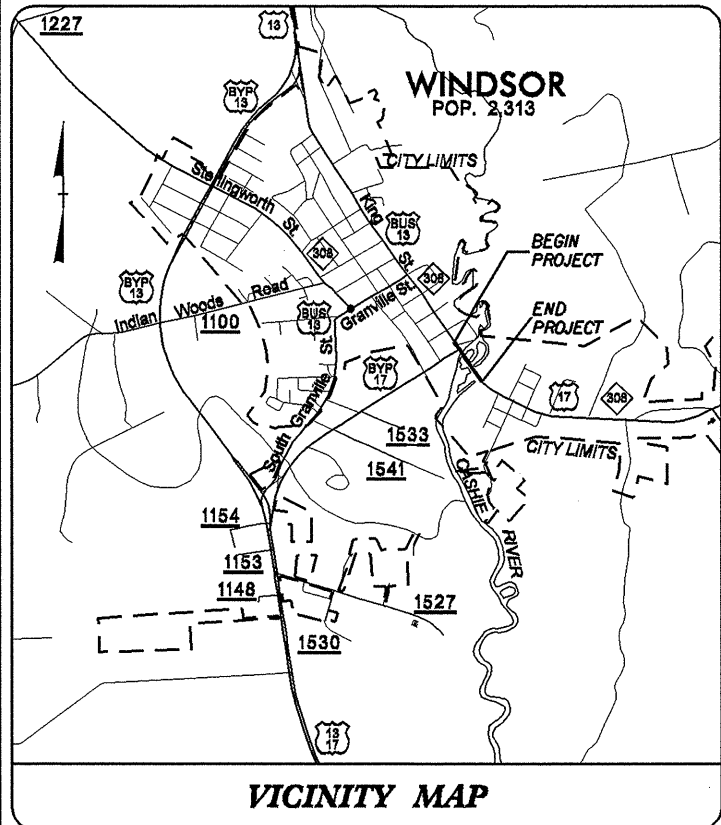 1227
13
BYP
13
WINDSOR
POP. 2,313
CITY LIMITS
Sterlingworth St.
King St.
BUS
13
308
308
BEGIN
PROJECT
BYP
13
Indian Woods Road
1100
BUS
13
Granville St.
END
PROJECT
BYP
17
South Granville St.
17
308
1533
CITY LIMITS
1541
CASHIE RIVER
1154
1153
1148
1527
1530
13
17
VICINITY MAP